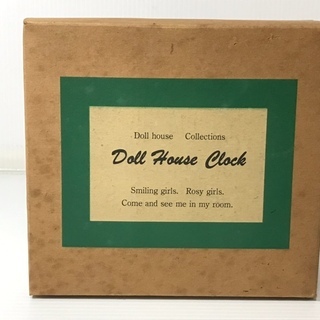 Doll house Collections
Doll House Clock
Smiling girls. Rosy girls.
Come and see me in my room.